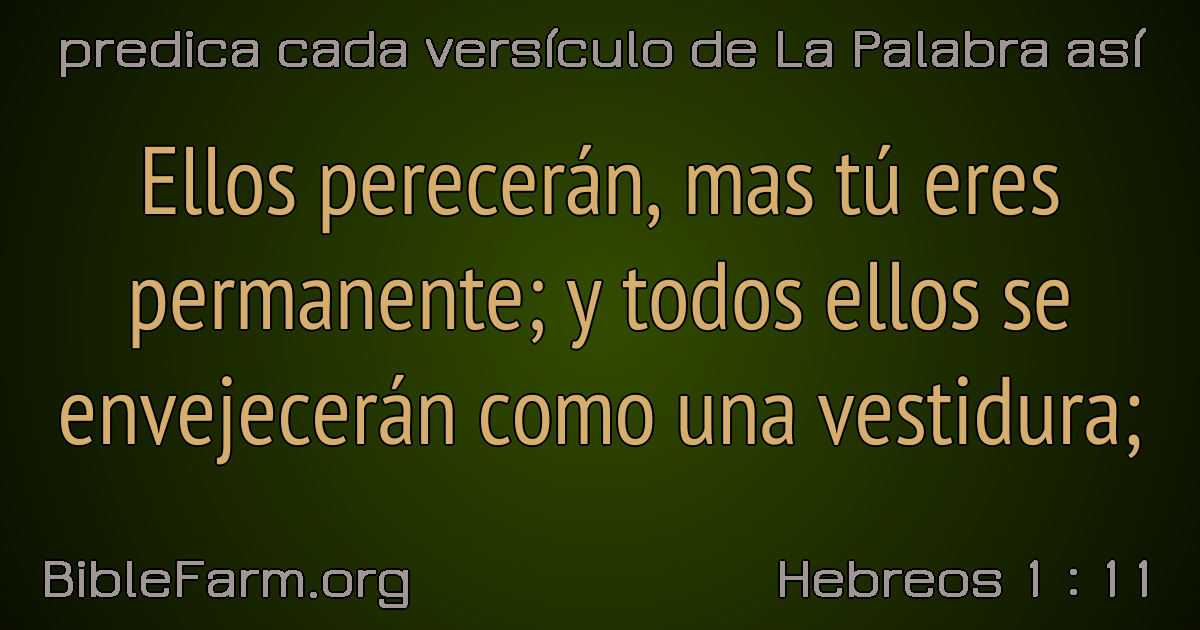 predica cada versículo de La Palabra así
Ellos perecerán, mas tú eres
permanente; y todos ellos se
envejecerán como una vestidura;
BibleFarm.org
Hebreos 1 : 11